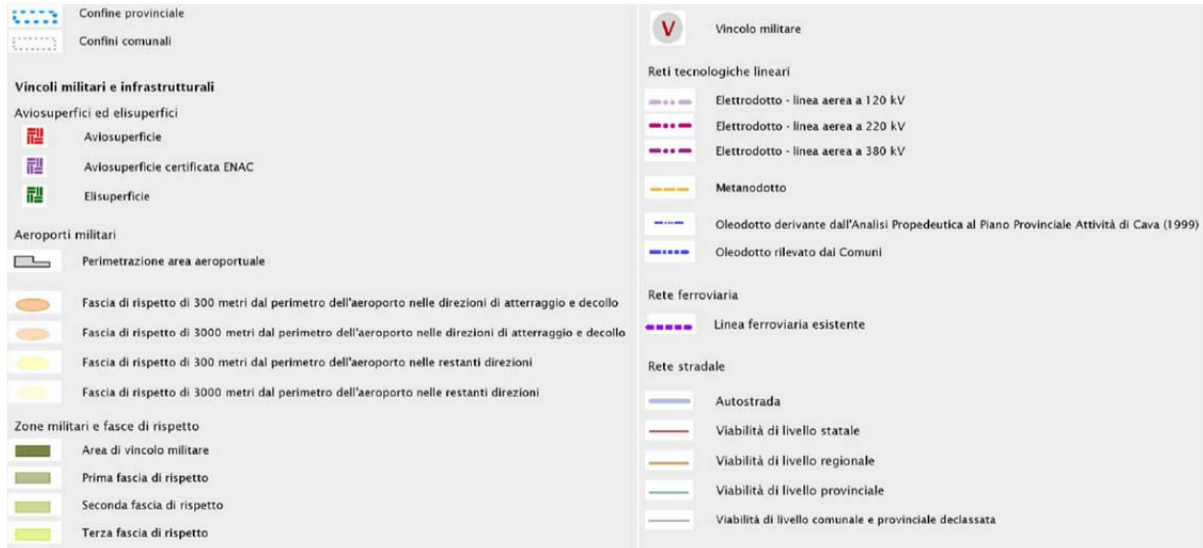 Confine provinciale
Confini comunali
Vincoli militari e infrastrutturali
Aviosuperfici ed elisuperfici
Aviosuperficie
Aviosuperficie certificata ENAC
Elisuperficie
Aeroporti militari
Perimetrazione area aeroportuale
Fascia di rispetto di 300 metri dal perimetro dell'aeroporto nelle direzioni di atterraggio e decollo
Fascia di rispetto di 3000 metri dal perimetro dell'aeroporto nelle direzioni di atterraggio e decollo
Fascia di rispetto di 300 metri dal perimetro dell'aeroporto nelle restanti direzioni
Fascia di rispetto di 3000 metri dal perimetro dell'aeroporto nelle restanti direzioni
Zone militari e fasce di rispetto
Area di vincolo militare
Prima fascia di rispetto
Seconda fascia di rispetto
Terza fascia di rispetto
V Vincolo militare
Reti tecnologiche lineari
Elettrodotto - linea aerea a 120 kV
Elettrodotto - linea aerea a 220 kV
Elettrodotto - linea aerea a 380 kV
Metanodotto
Oleodotto derivante dall'Analisi Propedeutica al Piano Provinciale Attività di Cava (1999)
Oleodotto rilevato dai Comuni
Rete ferroviaria
Linea ferroviaria esistente
Rete stradale
Autostrada
Viabilità di livello statale
Viabilità di livello regionale
Viabilità di livello provinciale
Viabilità di livello comunale e provinciale declassata